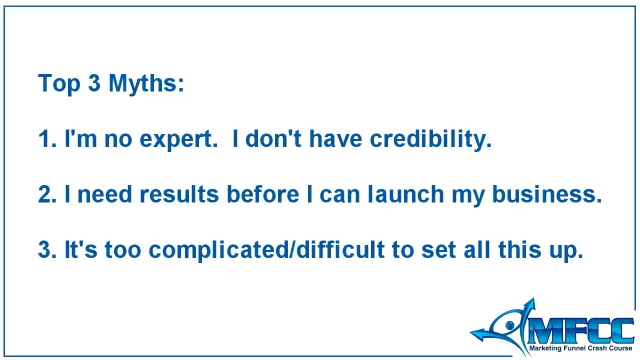 Top 3 Myths:
1. I'm no expert.  I don't have credibility.
2. I need results before I can launch my business.
3. It's too complicated/difficult to set all this up.
MFCC
Marketing Funnel Crash Course